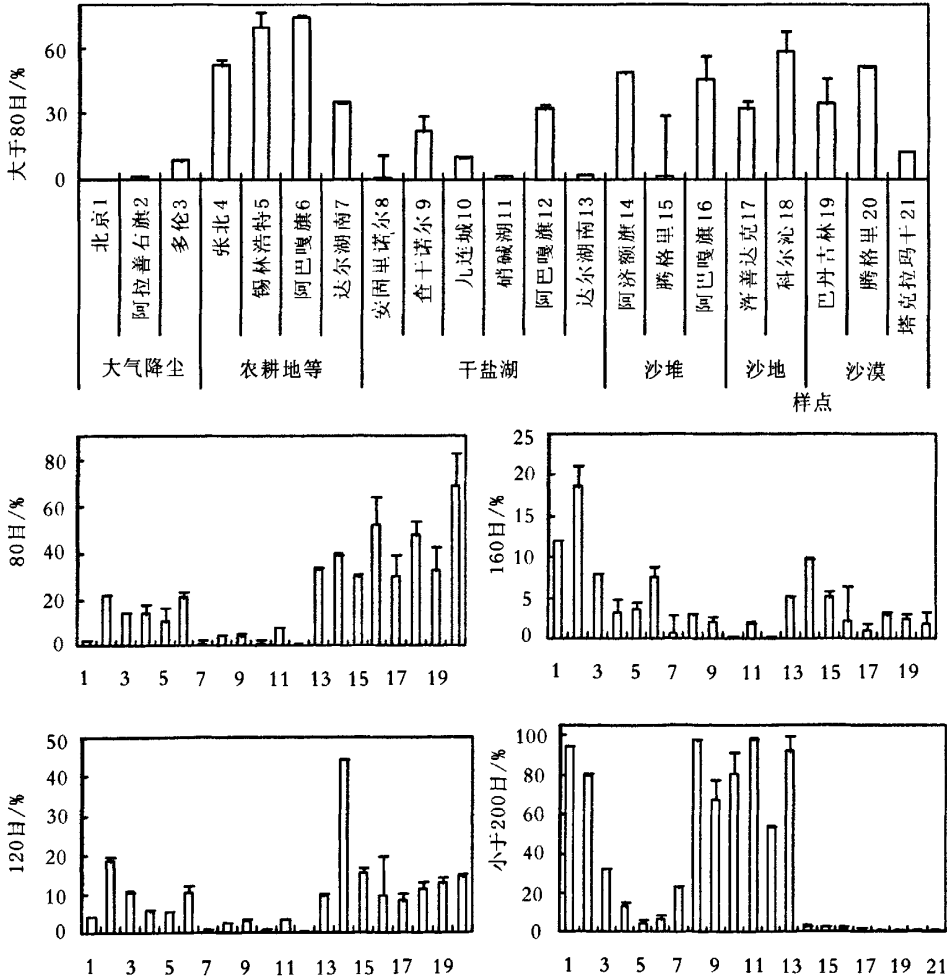 大于80目/%
60
30
0
北京1
阿拉善右旗2
多伦3
张北4
锡林浩特5
阿巴嘎旗6
达尔湖南7
安固里诺尔8
查干诺尔9
九连城10
硝碱湖11
阿巴嘎旗12
达尔湖南13
阿济额旗14
腾格里15
阿巴嘎旗16
浑善达克17
科尔沁18
巴丹吉林19
腾格里20
塔克拉玛干21
大气降尘 农耕地等 干盐湖 沙堆 沙地 沙漠
样点
80目/%
80
60
40
20
0
1 3 5 7 9 11 13 15 17 19
160目/%
25
20
15
10
5
0
1 3 5 7 9 11 13 15 17 19
120目/%
50
40
30
20
10
0
1 3 5 7 9 11 13 15 17 19
小于200目/%
100
80
60
40
20
0
1 3 5 7 9 11 13 15 17 19 21